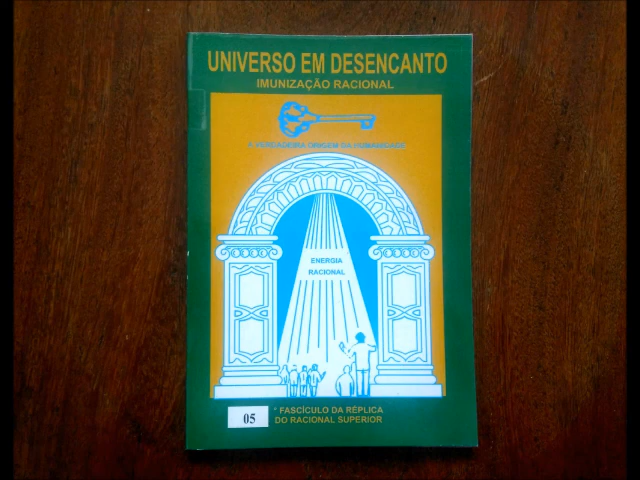 UNIVERSO EM DESENCANTO
IMUNIZAÇÃO RACIONAL
A VERDADEIRA ORIGEM DA HUMANIDADE
ENERGIA
RACIONAL
05 º FASCÍCULO DA RÉPLICA
DO RACIONAL SUPERIOR